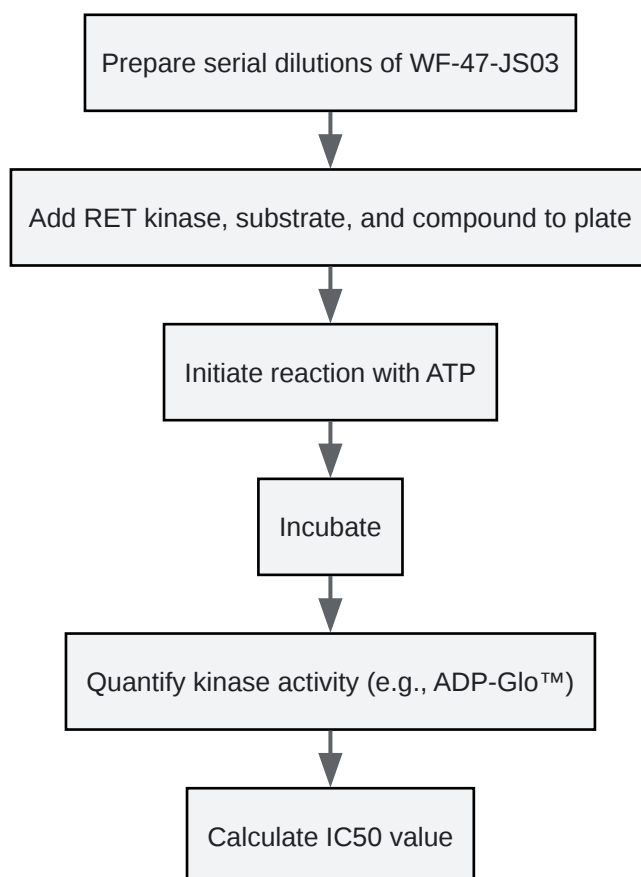 Prepare serial dilutions of WF-47-JS03
Add RET kinase, substrate, and compound to plate
Initiate reaction with ATP
Incubate
Quantify kinase activity (e.g., ADP-Glo™)
Calculate IC50 value